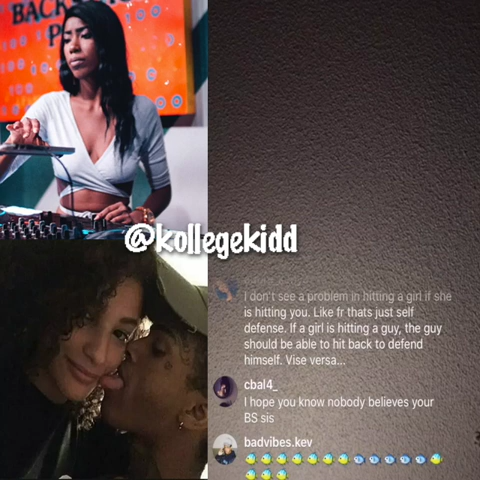 BACKS
P
@kollegekidd
I don't see a problem in hitting a girl if she
is hitting you. Like fr thats just self
defense. If a girl is hitting a guy, the guy
should be able to hit back to defend
himself. Vise versa...
cbal4_
I hope you know nobody believes your
BS sis
badvibes.kev